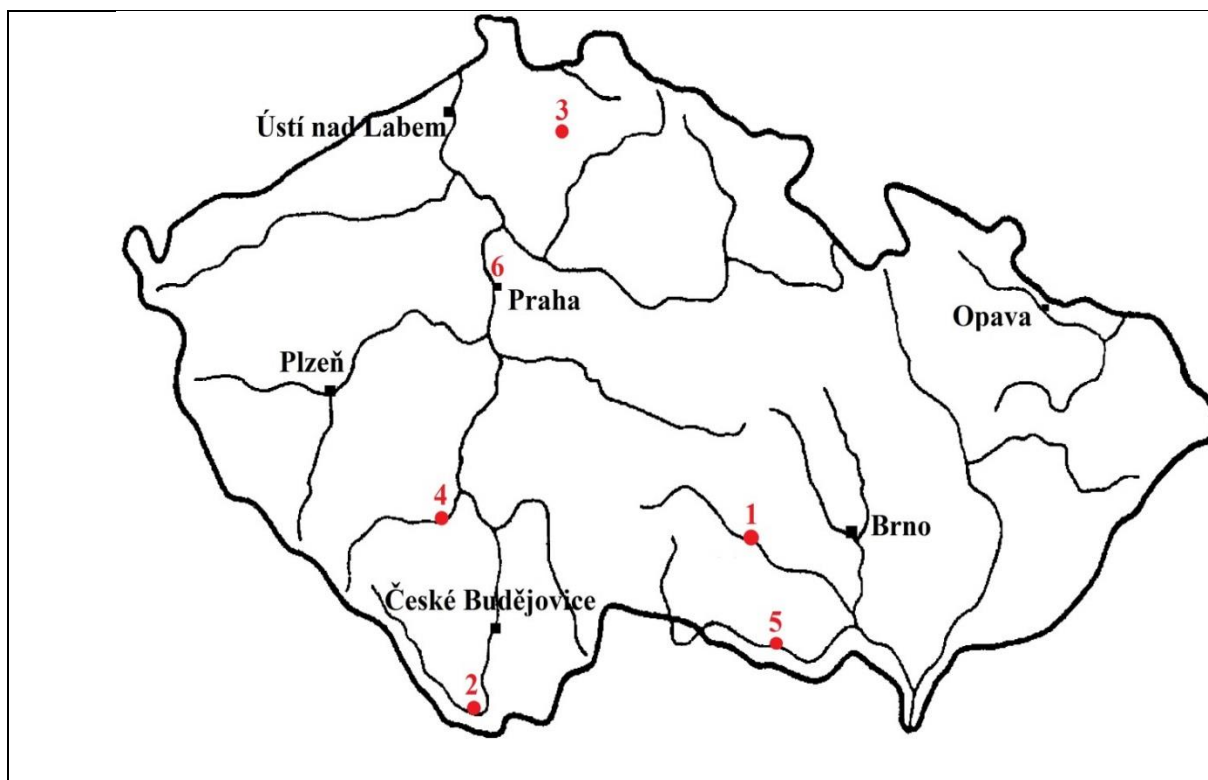 Ústí nad Labem
3
6
Praha
Opava
Plzeň
4
1
Brno
České Budějovice
5
2